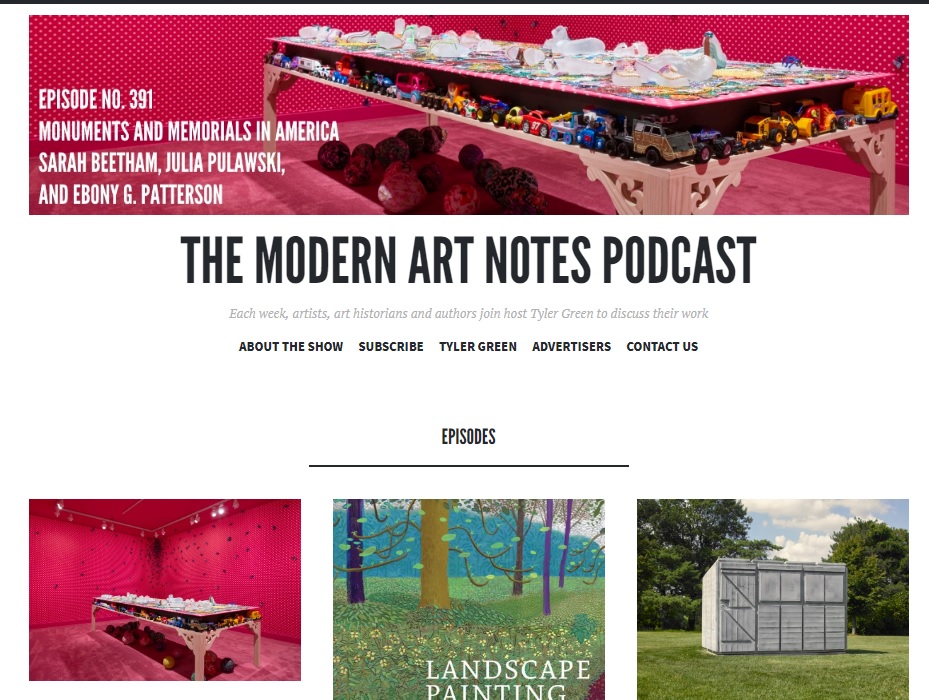 EPISODE NO. 391
MONUMENTS AND MEMORIALS IN AMERICA
SARAH BEETHAM, JULIA PULAWSKI,
AND EBONY G. PATTERSON
THE MODERN ART NOTES PODCAST
Each week, artists, art historians and authors join host Tyler Green to discuss their work
ABOUT THE SHOW SUBSCRIBE TYLER GREEN ADVERTISERS CONTACT US
EPISODES
LANDSCAPE
PAINTING